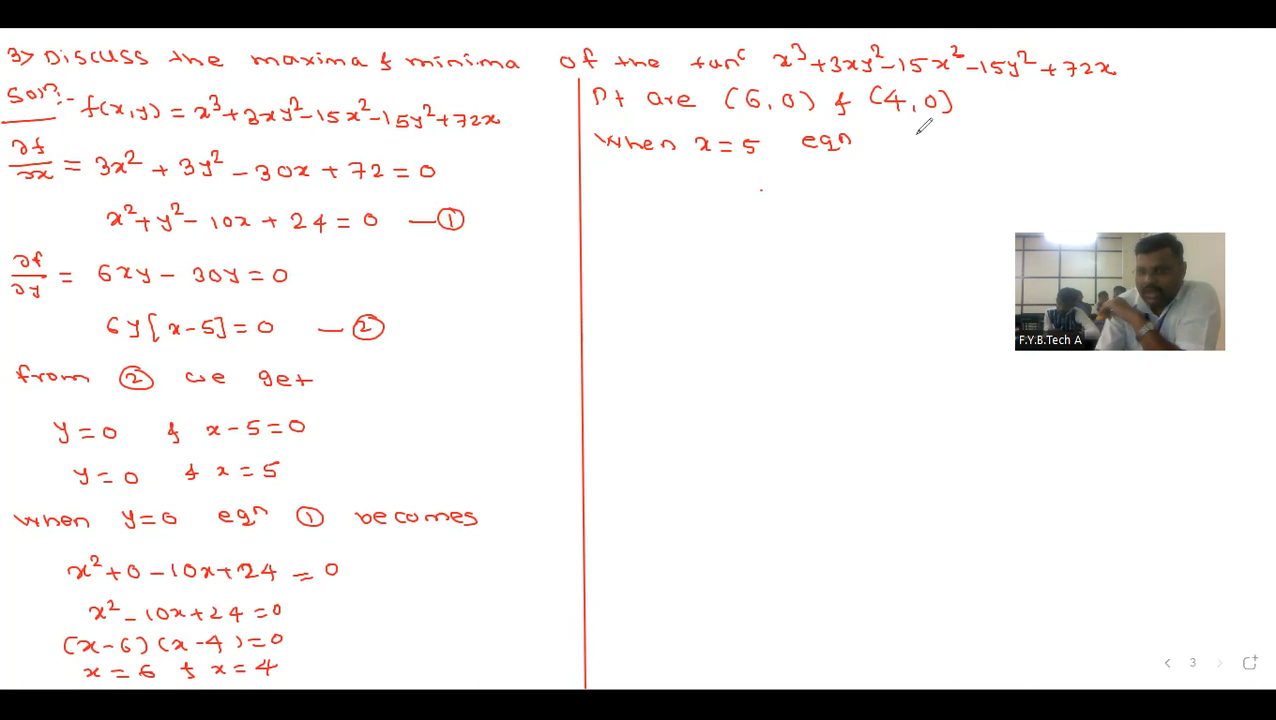 3> Discuss the maxima & minima of the funᶜ x³+3xy²-15x²-15y²+72x
Solⁿ:- f(x,y) = x³+3xy²-15x²-15y²+72x
∂f/∂x = 3x² + 3y² - 30x + 72 = 0
x²+y²- 10x + 24 = 0 —①
∂f/∂y = 6xy - 30y = 0
6y[x-5] = 0 —②
from ② we get
y = 0 & x-5=0
y = 0 & x = 5
When y=0 eqⁿ ① becomes
x²+0-10x+24 = 0
x²-10x+24=0
(x-6)(x-4)=0
x = 6 & x=4
Pt are (6,0) & (4,0)
When x = 5 eqn
F.Y.B.Tech A
3